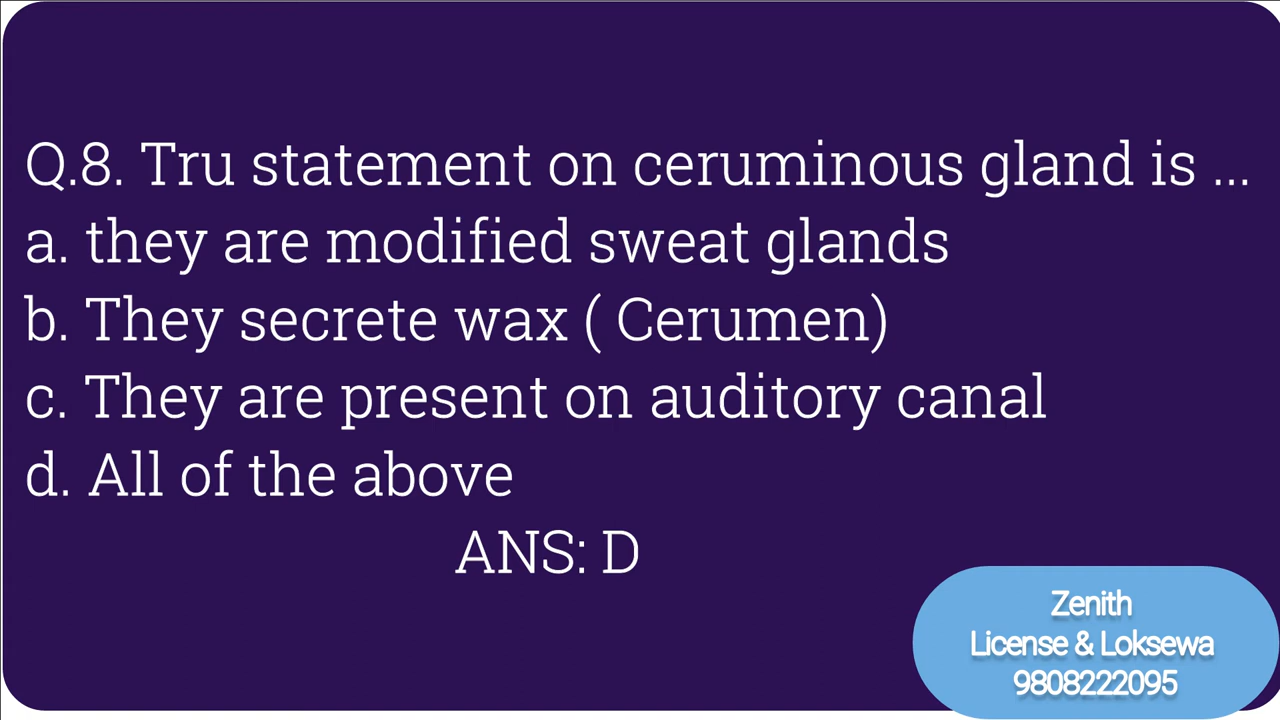 Q.8. Tru statement on ceruminous gland is ...
a. they are modified sweat glands
b. They secrete wax ( Cerumen)
c. They are present on auditory canal
d. All of the above
ANS: D
Zenith
License & Loksewa
9808222095